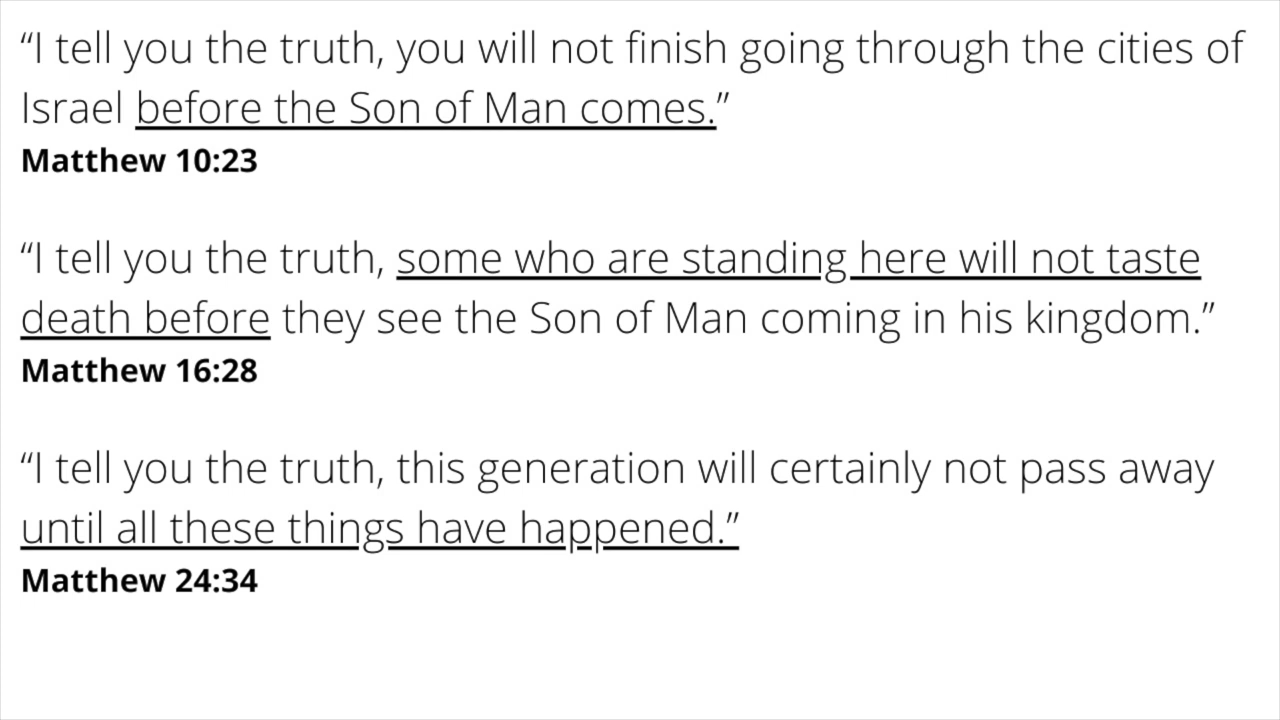 “I tell you the truth, you will not finish going through the cities of
Israel before the Son of Man comes.”
Matthew 10:23
“I tell you the truth, some who are standing here will not taste
death before they see the Son of Man coming in his kingdom.”
Matthew 16:28
“I tell you the truth, this generation will certainly not pass away
until all these things have happened.”
Matthew 24:34